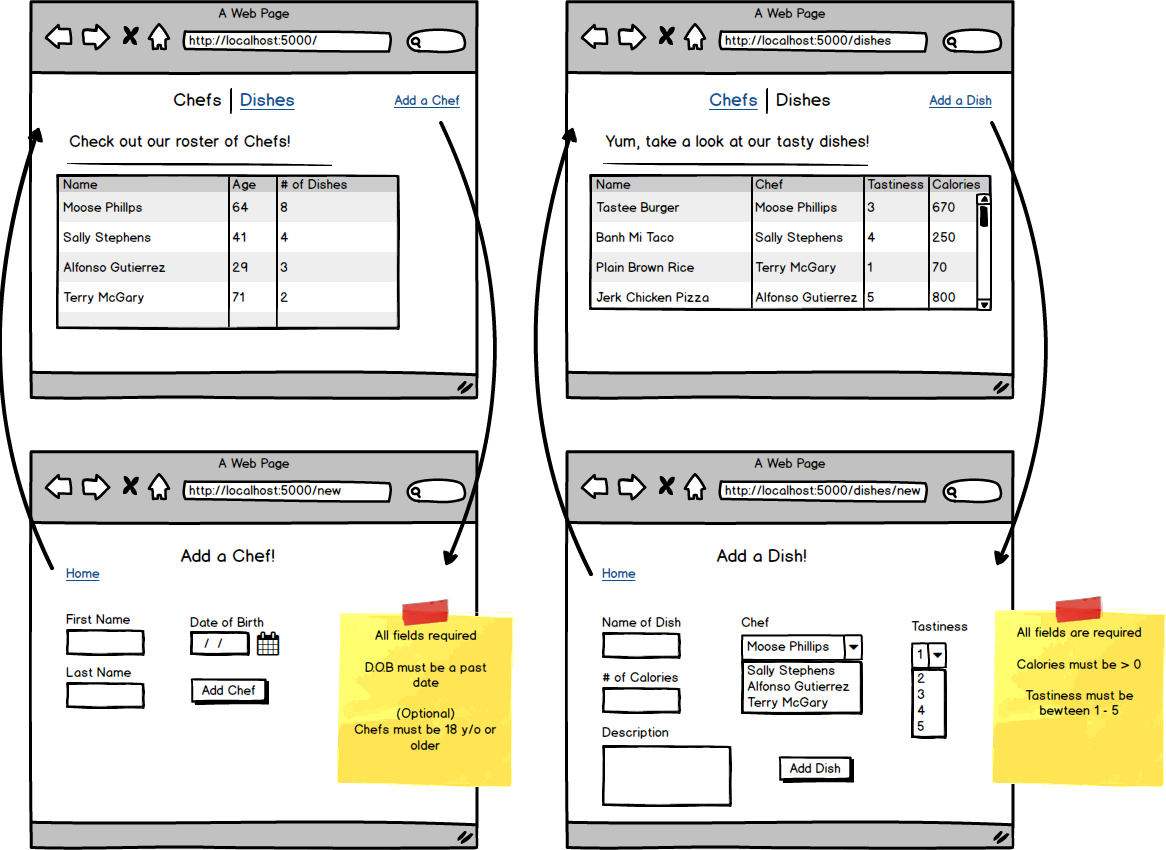 A Web Page
http://localhost:5000/
Chefs | Dishes
Add a Chef
Check out our roster of Chefs!
Name Age # of Dishes
Moose Phillps 64 8
Sally Stephens 41 4
Alfonso Gutierrez 29 3
Terry McGary 71 2
A Web Page
http://localhost:5000/dishes
Chefs | Dishes
Add a Dish
Yum, take a look at our tasty dishes!
Name Chef Tastiness Calories
Tastee Burger Moose Phillips 3 670
Banh Mi Taco Sally Stephens 4 250
Plain Brown Rice Terry McGary 1 70
Jerk Chicken Pizza Alfonso Gutierrez 5 800
A Web Page
http://localhost:5000/new
Add a Chef!
Home
First Name
Last Name
Date of Birth
/ /
Add Chef
All fields required
D.O.B must be a past
date
(Optional)
Chefs must be 18 y/o or
older
A Web Page
http://localhost:5000/dishes/new
Add a Dish!
Home
Name of Dish
# of Calories
Description
Chef
Moose Phillips
Sally Stephens
Alfonso Gutierrez
Terry McGary
Tastiness
1
2
3
4
5
Add Dish
All fields are required
Calories must be > 0
Tastiness must be
bewteen 1 - 5